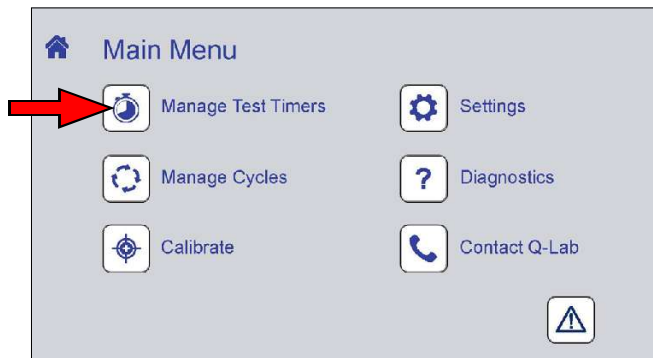 Main Menu
Manage Test Timers
Settings
Manage Cycles
? Diagnostics
Calibrate
Contact Q-Lab